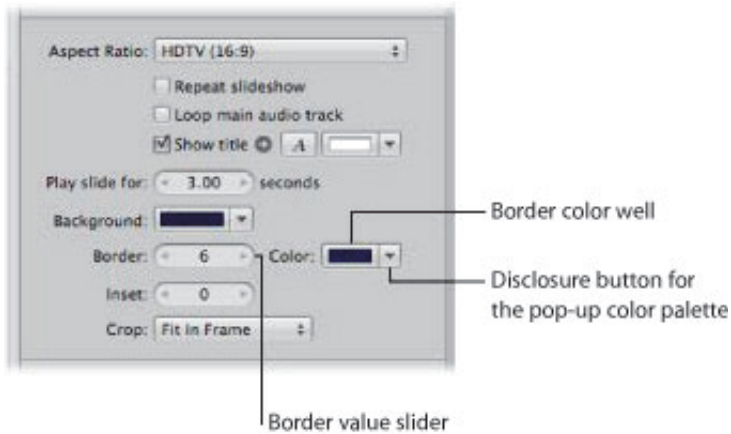 Aspect Ratio: HDTV (16:9)
Repeat slideshow
Loop main audio track
Show title A
Play slide for: 3.00 seconds
Background:
Border: 6 Color:
Inset: 0
Crop: Fit in Frame
Border color well
Disclosure button for
the pop-up color palette
Border value slider